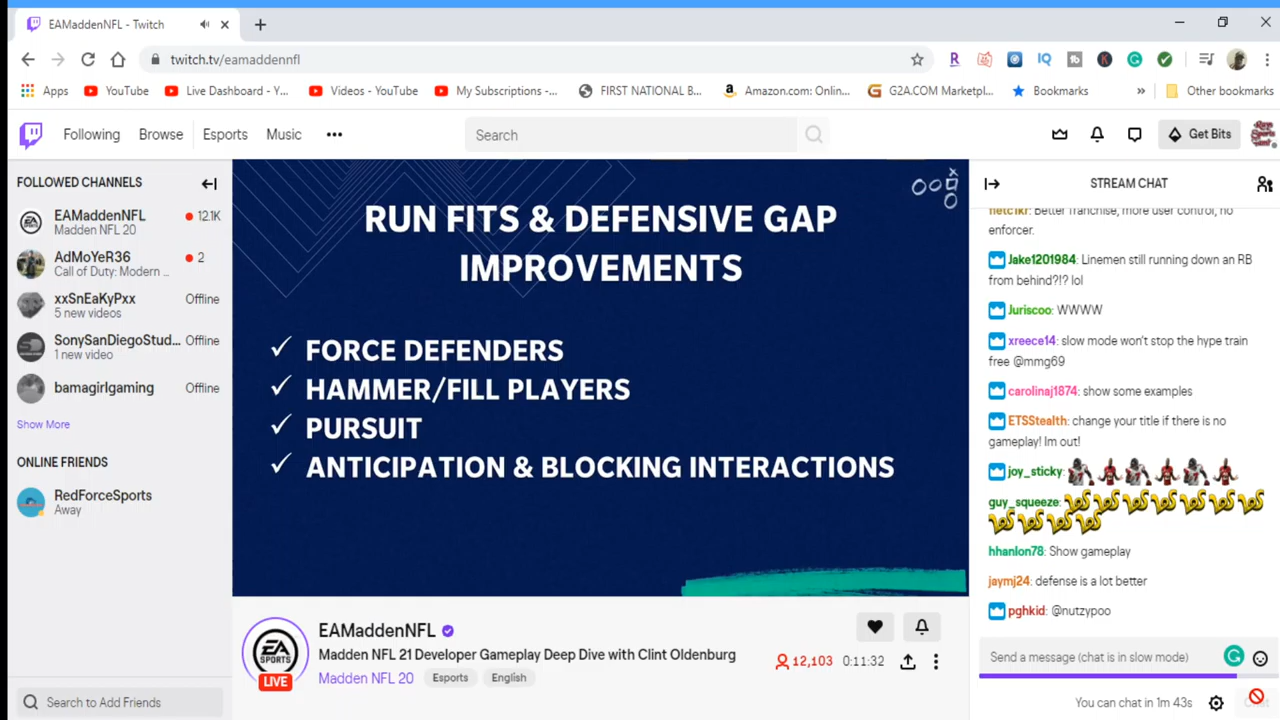 EAMaddenNFL - Twitch
twitch.tv/eamaddennfl
Apps
YouTube
Live Dashboard - Y...
Videos - YouTube
My Subscriptions -...
FIRST NATIONAL B...
Amazon.com: Onlin...
G2A.COM Marketpl...
Bookmarks
»
Other bookmarks
Following
Browse
Esports
Music
Search
Get Bits
FOLLOWED CHANNELS
EAMaddenNFL
12.1K
Madden NFL 20
AdMoYeR36
2
Call of Duty: Modern ...
xxSnEaKyPxx
Offline
5 new videos
SonySanDiegoStud...
Offline
1 new video
bamagirlgaming
Offline
Show More
ONLINE FRIENDS
RedForceSports
Away
Search to Add Friends
RUN FITS & DEFENSIVE GAP
IMPROVEMENTS
✓ FORCE DEFENDERS
✓ HAMMER/FILL PLAYERS
✓ PURSUIT
✓ ANTICIPATION & BLOCKING INTERACTIONS
EA
SPORTS
LIVE
EAMaddenNFL
Madden NFL 21 Developer Gameplay Deep Dive with Clint Oldenburg
Madden NFL 20
Esports
English
12,103
0:11:32
STREAM CHAT
Better franchise, more user control, no
enforcer.
Jake1201984: Linemen still running down an RB
from behind?!? lol
Juriscoo: WWWW
xreece14: slow mode won't stop the hype train
free @mmg69
carolinaj1874: show some examples
ETSStealth: change your title if there is no
gameplay! Im out!
joy_sticky:
guy_squeeze:
hhanlon78: Show gameplay
jaymj24: defense is a lot better
pghkid: @nutzypoo
Send a message (chat is in slow mode)
You can chat in 1m 43s